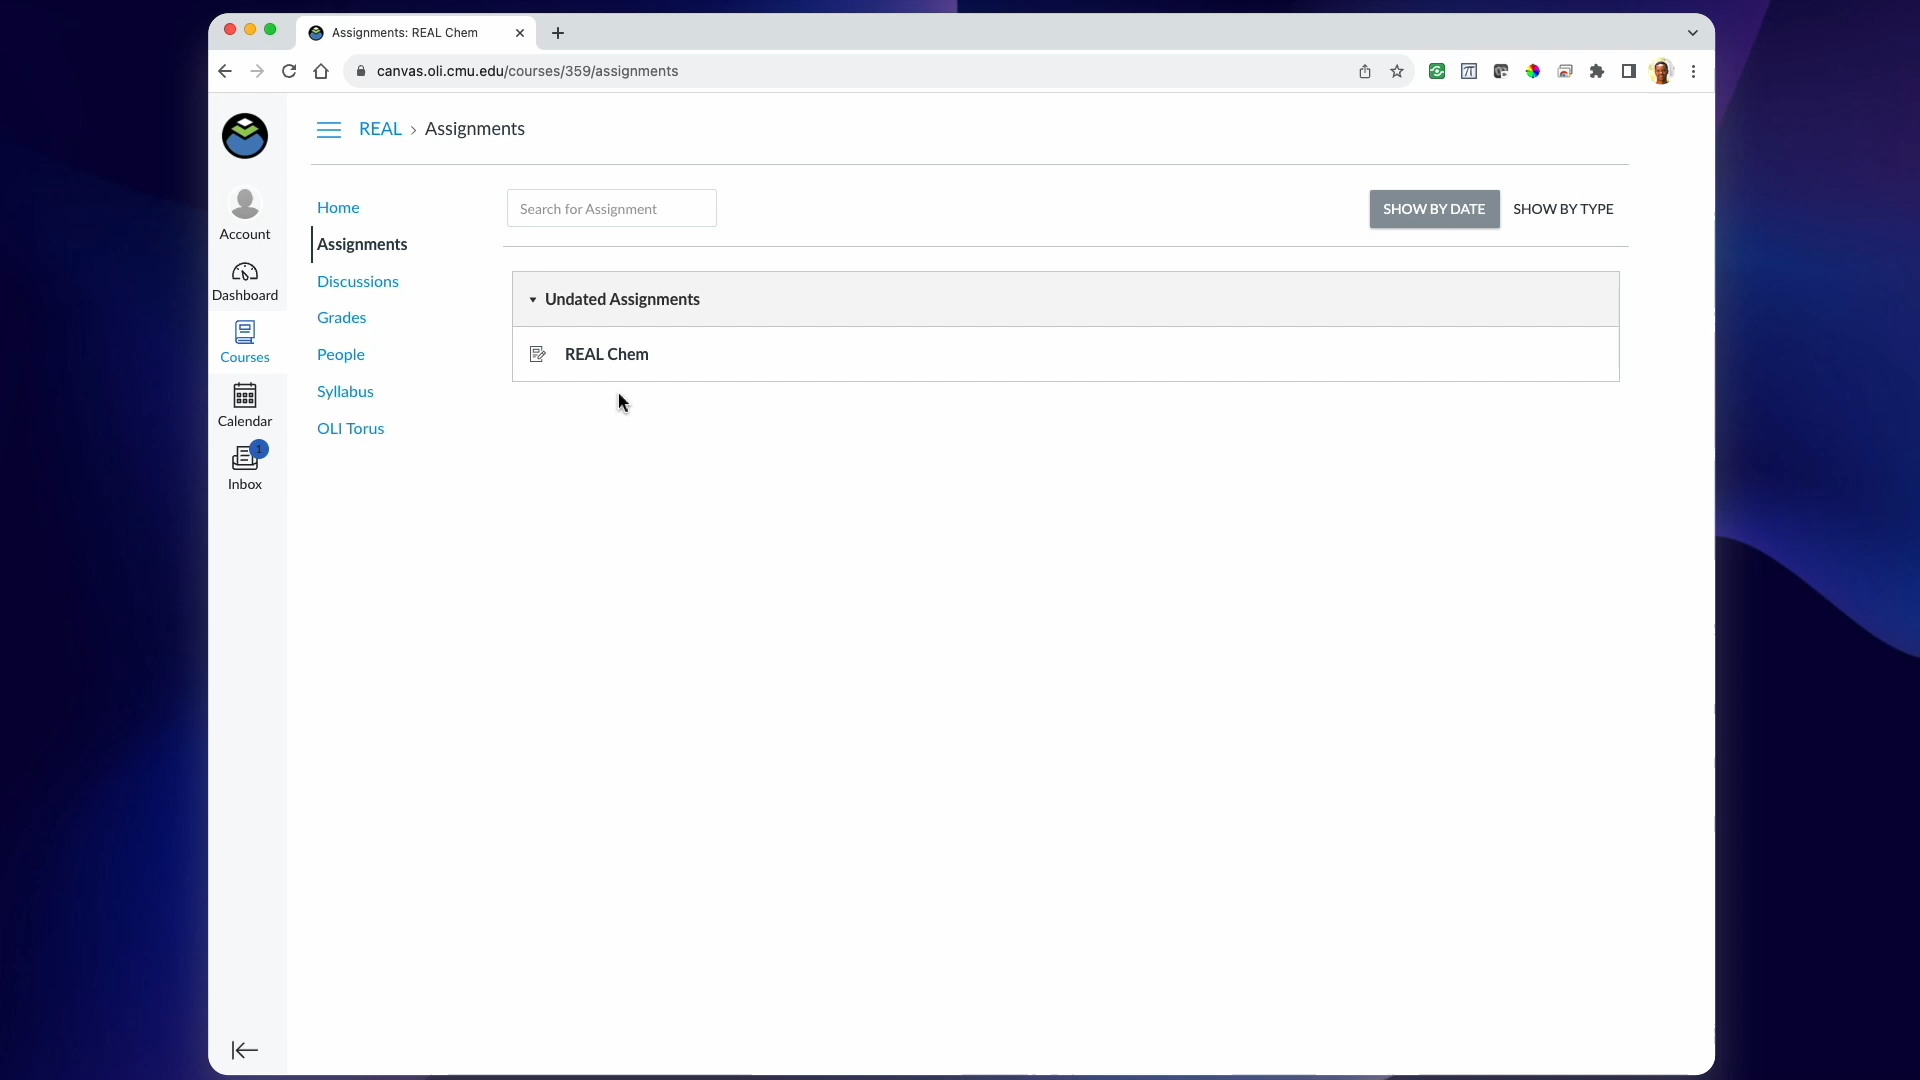 Assignments: REAL Chem
canvas.oli.cmu.edu/courses/359/assignments
REAL › Assignments
Account
Dashboard
Courses
Calendar
1
Inbox
Home
Assignments
Discussions
Grades
People
Syllabus
OLI Torus
Search for Assignment
SHOW BY DATE
SHOW BY TYPE
Undated Assignments
REAL Chem